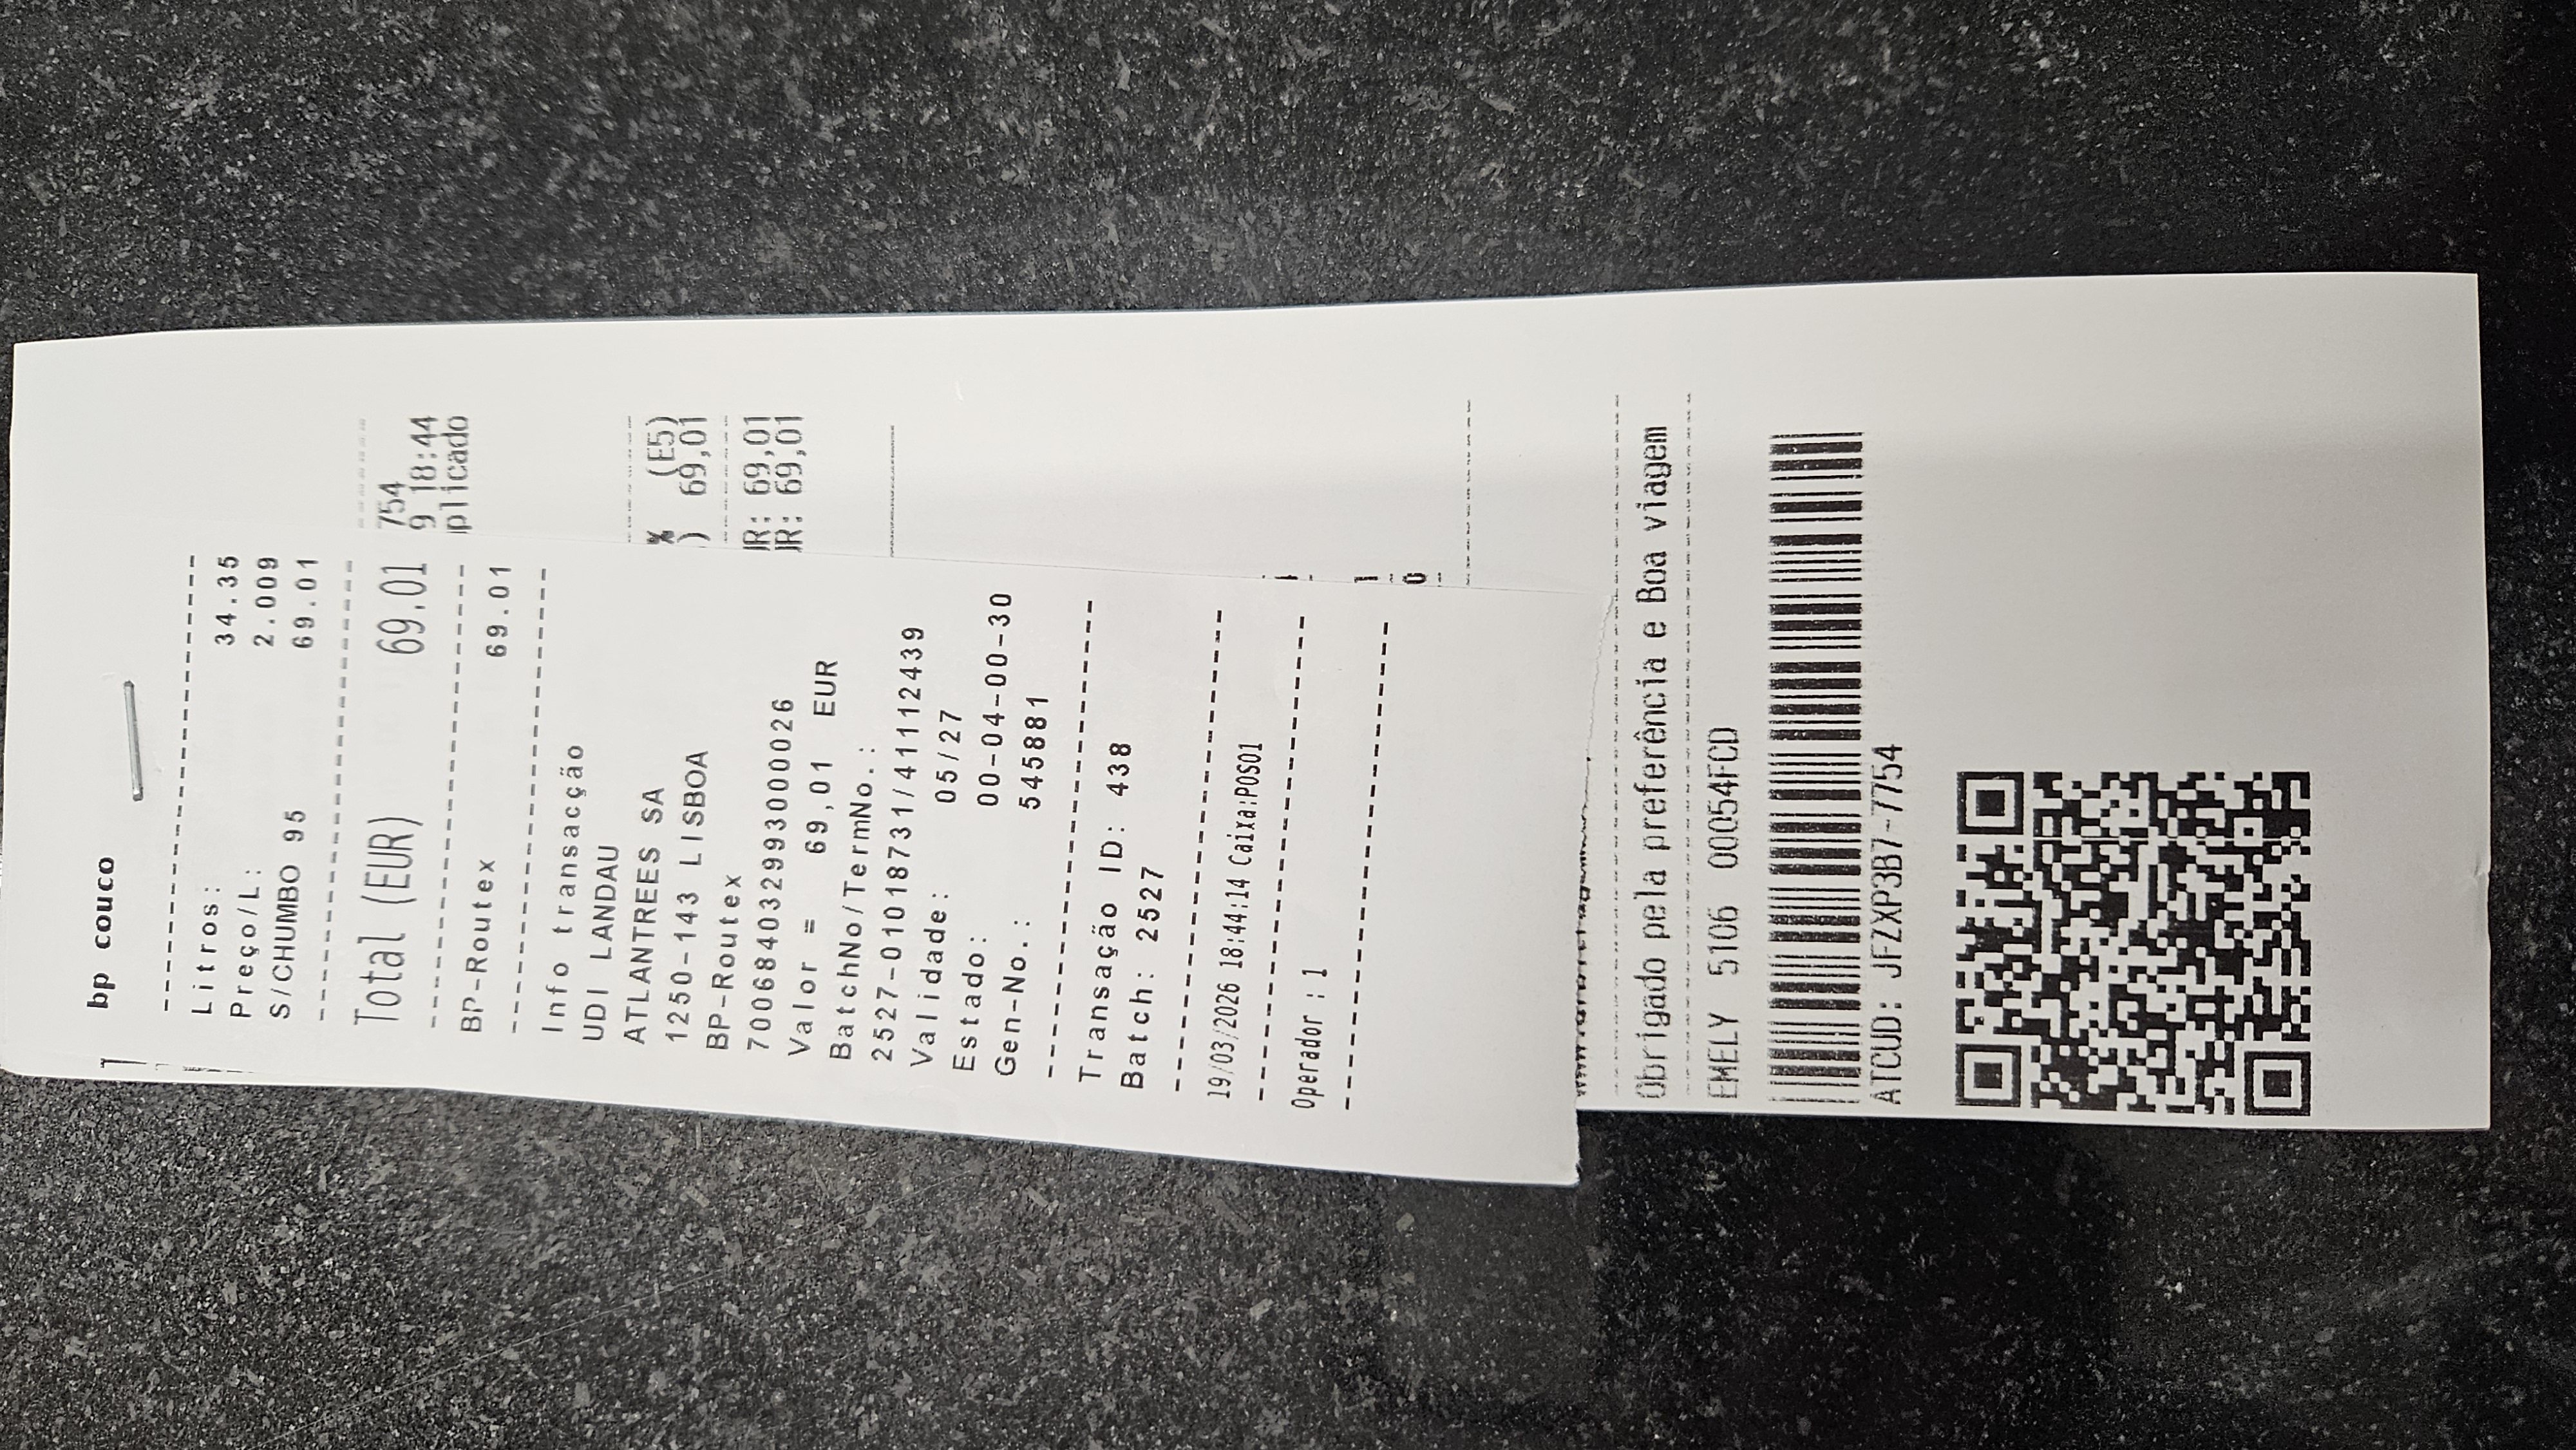 bp couco
Litros: 34.35
Preço/L: 2.009
S/CHUMBO 95 69.01
Total (EUR) 69.01
BP-Routex 69.01
Info transacção
UDI LANDAU
ATLANTREES SA
1250-143 LISBOA
BP-Routex
700684032993000026
Valor = 69,01 EUR
BatchNo/TermNo.:
2527-01018731/411112439
Validade: 05/27
Estado: 00-04-00-30
Gen-No.: 545881
Transação ID: 438
Batch: 2527
19/03/2026 18:44:14 Caixa:POS01
Operador : 1
754
9 18:44
plicado
% (E5)
) 69,01
UR: 69,01
UR: 69,01
Obrigado pela preferência e Boa viagem
EMELY 5106 00054FCD
ATCUD: JFZXP3B7-7754